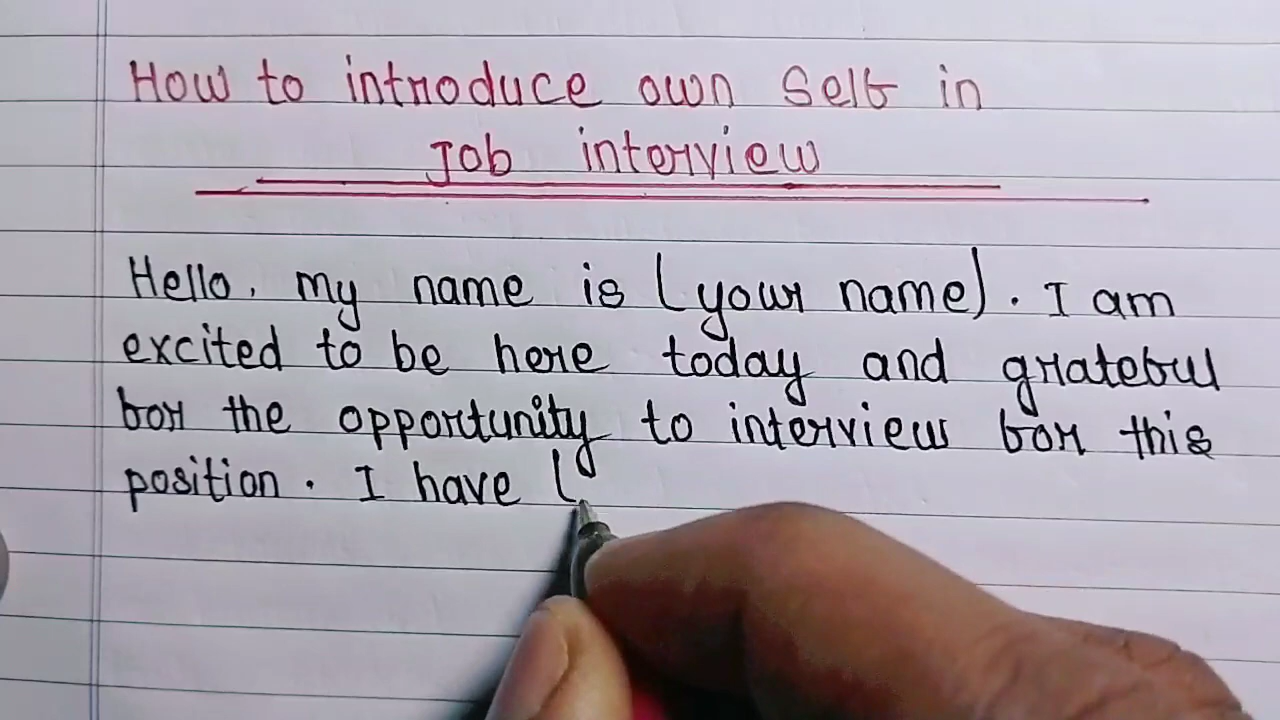 How to introduce own Self in
Job interview
Hello, my name is (your name). I am
excited to be here today and grateful
for the opportunity to interview for this
position. I have (